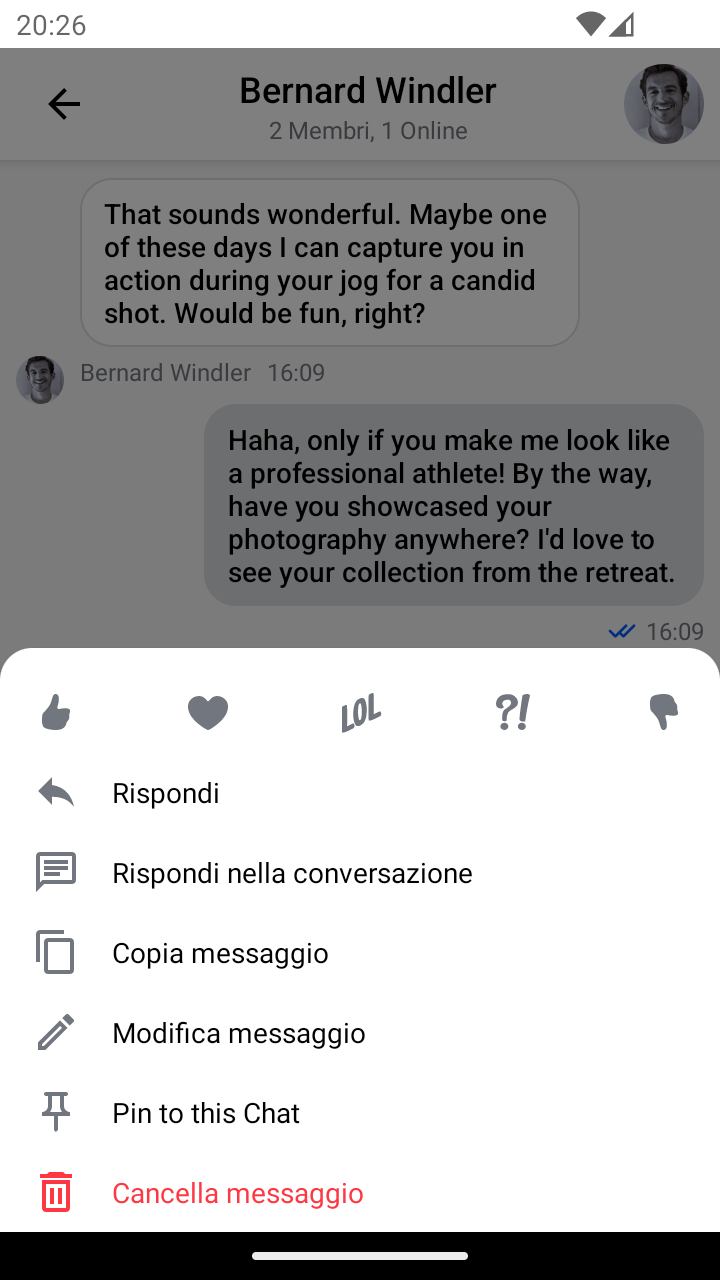 20:26
Bernard Windler
2 Membri, 1 Online
That sounds wonderful. Maybe one
of these days I can capture you in
action during your jog for a candid
shot. Would be fun, right?
Bernard Windler 16:09
Haha, only if you make me look like
a professional athlete! By the way,
have you showcased your
photography anywhere? I'd love to
see your collection from the retreat.
16:09
LOL ?!
Rispondi
Rispondi nella conversazione
Copia messaggio
Modifica messaggio
Pin to this Chat
Cancella messaggio